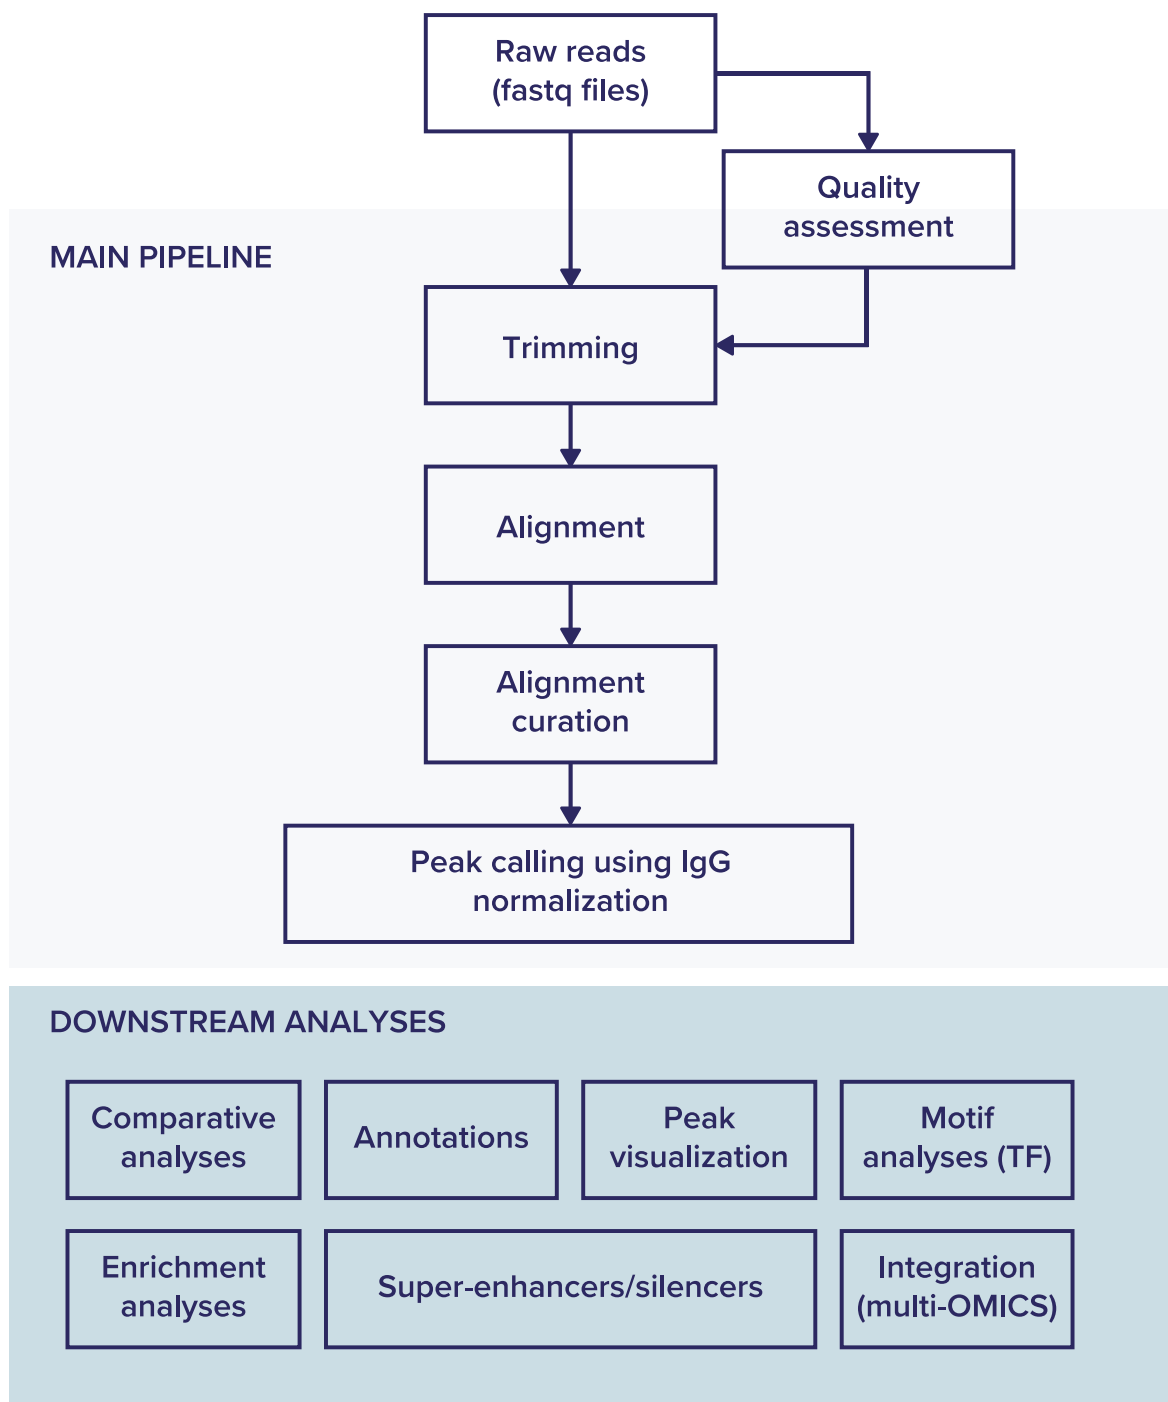 Raw reads
(fastq files)
Quality
assessment
MAIN PIPELINE
Trimming
Alignment
Alignment
curation
Peak calling using IgG
normalization
DOWNSTREAM ANALYSES
Comparative
analyses
Annotations
Peak
visualization
Motif
analyses (TF)
Enrichment
analyses
Super-enhancers/silencers
Integration
(multi-OMICS)